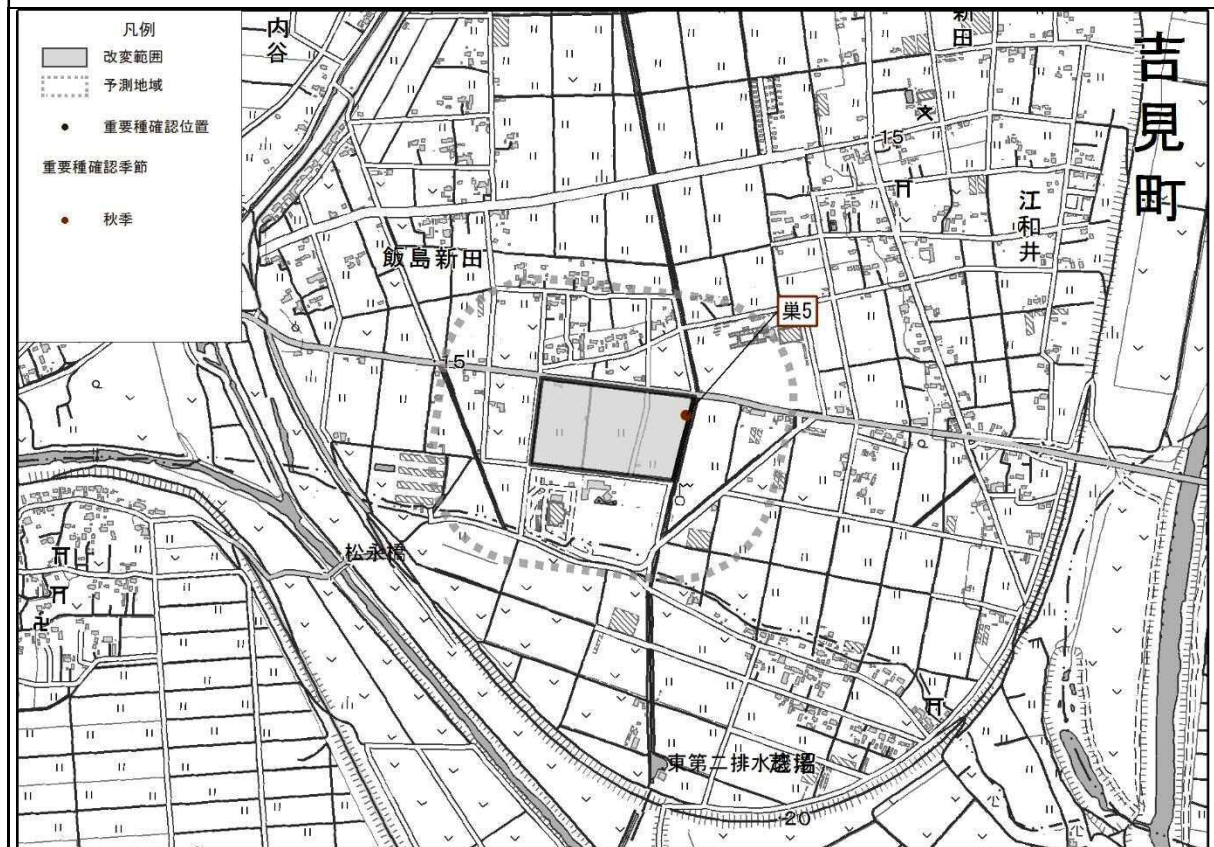 凡例
改変範囲
予測地域
重要種確認位置
重要種確認季節
秋季
内谷
新田
吉見町
15
江和井
飯島新田
巣5
15
松永橋
東第二排水機場
20